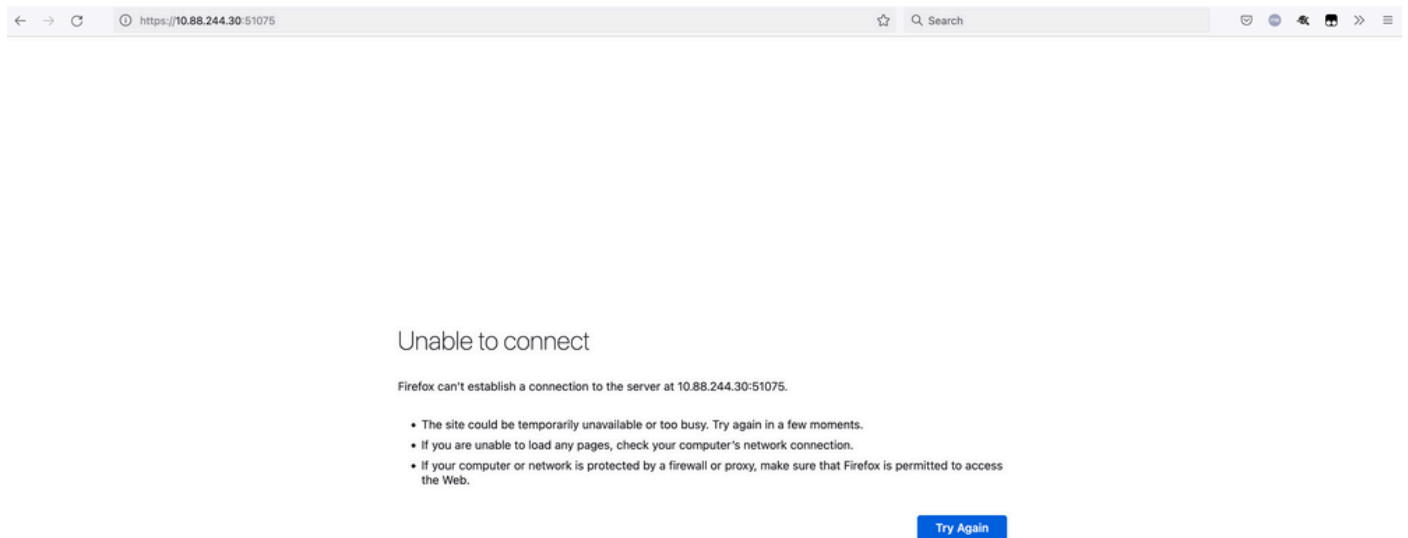 https://10.88.244.30:51075
Search
Unable to connect
Firefox can't establish a connection to the server at 10.88.244.30:51075.
• The site could be temporarily unavailable or too busy. Try again in a few moments.
• If you are unable to load any pages, check your computer's network connection.
• If your computer or network is protected by a firewall or proxy, make sure that Firefox is permitted to access
the Web.
Try Again